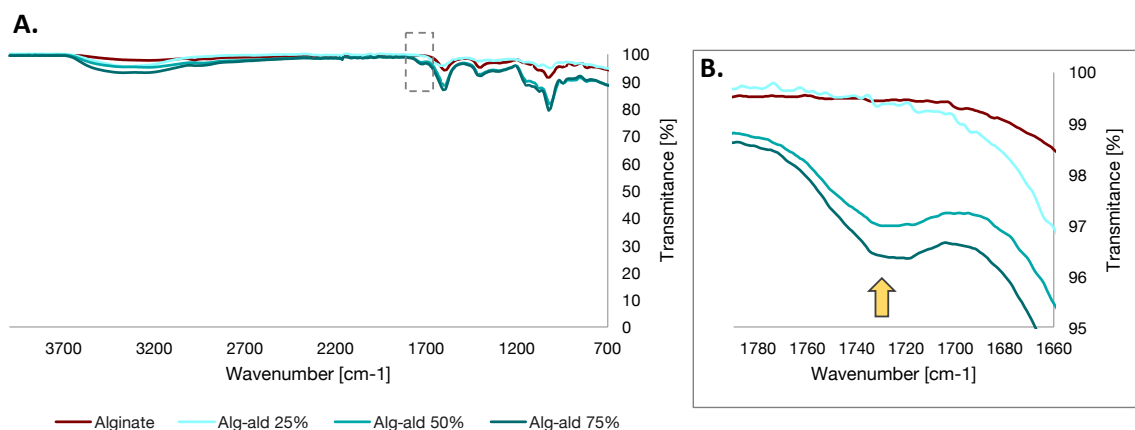 A.
100
90
80
70
60
50
40
30
20
10
0
Transmitance [%]
3700 3200 2700 2200 1700 1200 700
Wavenumber [cm-1]
Alginate Alg-ald 25% Alg-ald 50% Alg-ald 75%
B.
100
99
98
97
96
95
Transmitance [%]
1780 1760 1740 1720 1700 1680 1660
Wavenumber [cm-1]